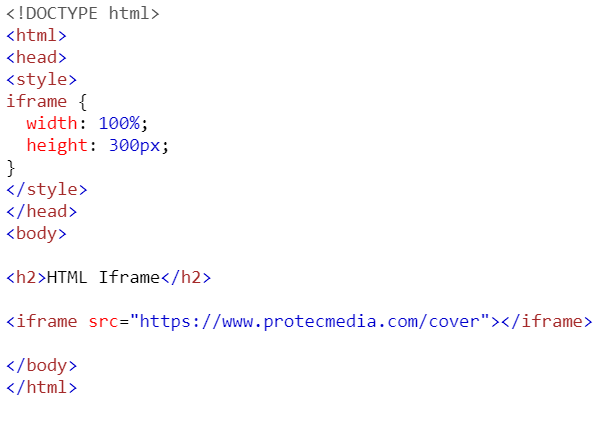 <!DOCTYPE html>
<html>
<head>
<style>
iframe {
  width: 100%;
  height: 300px;
}
</style>
</head>
<body>

<h2>HTML Iframe</h2>

<iframe src="https://www.protecmedia.com/cover"></iframe>

</body>
</html>